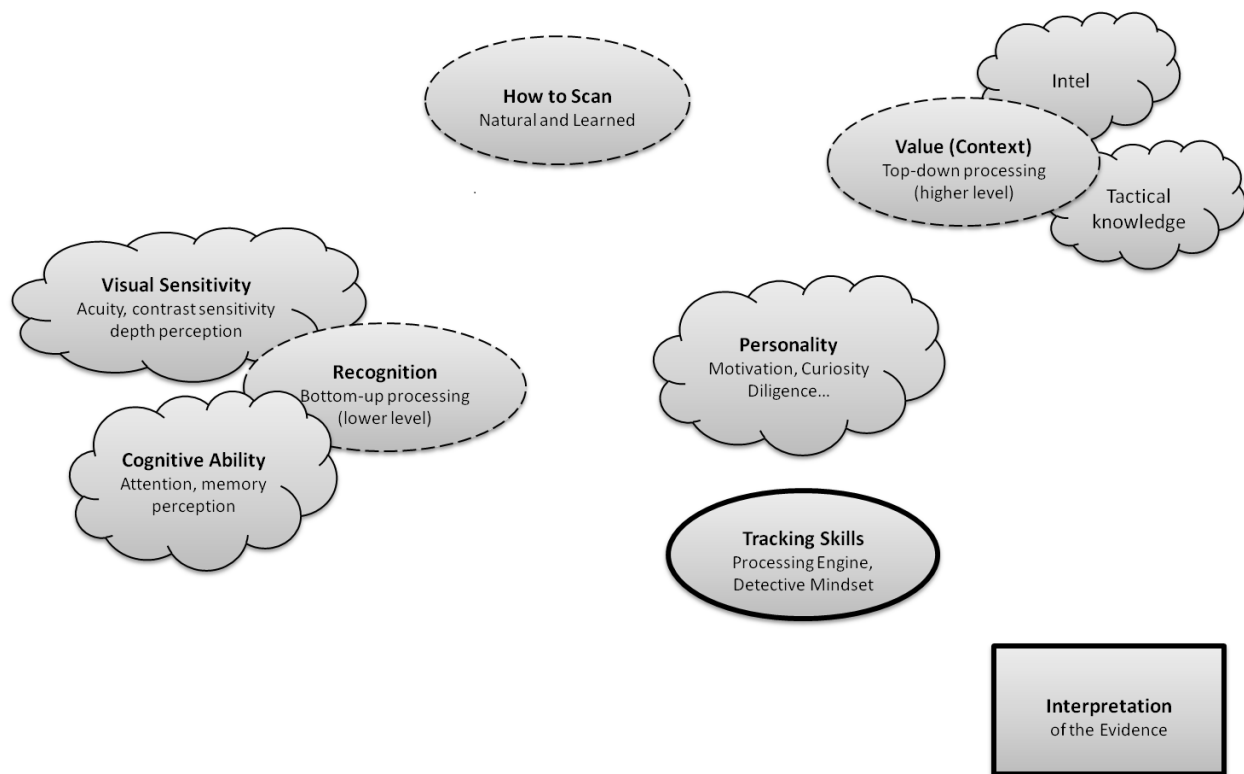 How to Scan
Natural and Learned
Intel
Value (Context)
Top-down processing
(higher level)
Tactical
knowledge
Visual Sensitivity
Acuity, contrast sensitivity
depth perception
Recognition
Bottom-up processing
(lower level)
Personality
Motivation, Curiosity
Diligence...
Cognitive Ability
Attention, memory
perception
Tracking Skills
Processing Engine,
Detective Mindset
Interpretation
of the Evidence